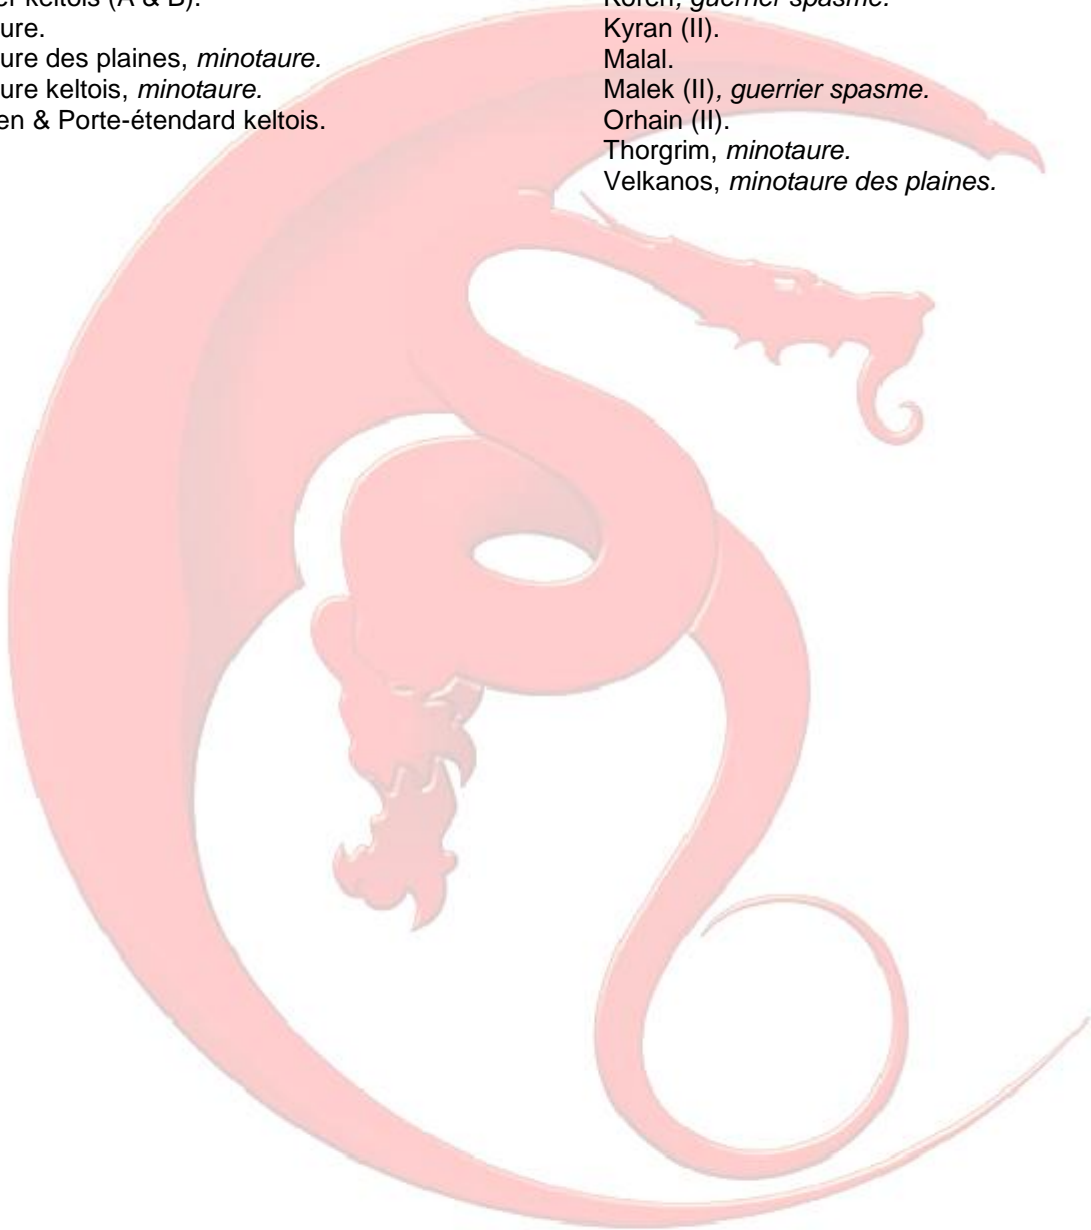 er keltois (A & B).
ure.
ure des plaines, minotaure.
ure keltois, minotaure.
en & Porte-étendard keltois.
Koren, guerrier spasme.
Kyran (II).
Malal.
Malek (II), guerrier spasme.
Orhain (II).
Thorgrim, minotaure.
Velkanos, minotaure des plaines.